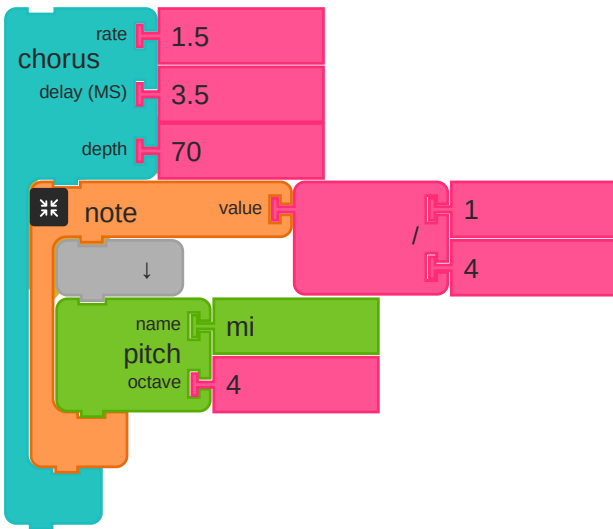 rate 1.5
chorus
delay (MS) 3.5
depth 70
note value / 1
4
↓
name mi
pitch
octave 4